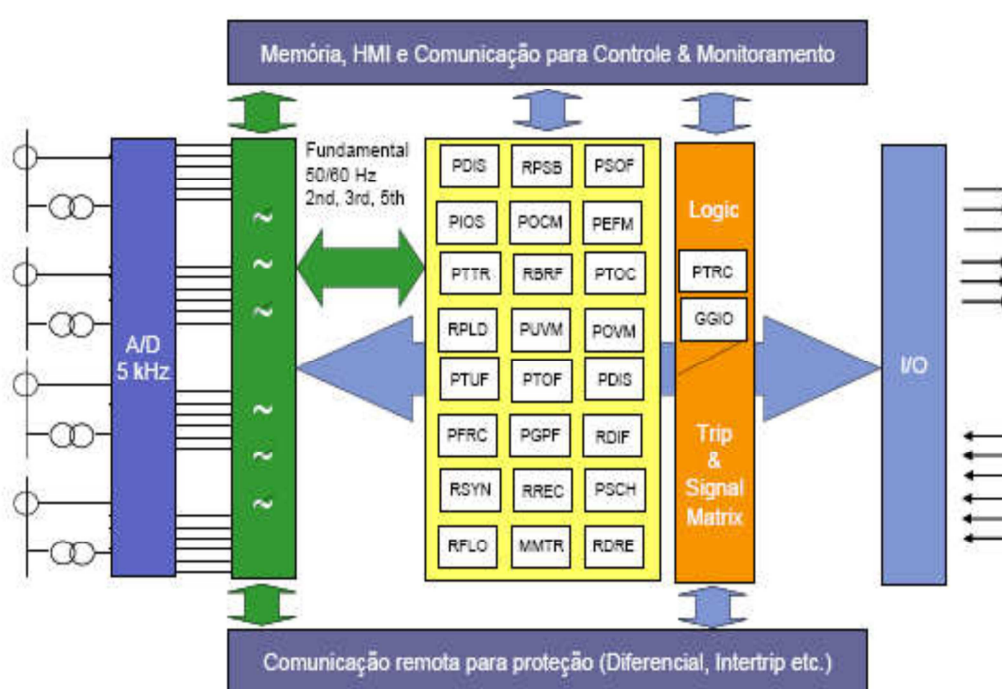 Memória, HMI e Comunicação para Controle & Monitoramento
Fundamental
50/60 Hz
2nd, 3rd, 5th
A/D
5 kHz
~
~
~
~
~
~
PDIS RPSB PSOF
PIOS POCM PEFM
PTTR RBRF PTOC
RPLD PUVM POVM
PTUF PTOF PDIS
PFRC PGPF RDIF
RSYN RREC PSCH
RFLO MMTR RDRE
Logic
PTRC
GGIO
Trip
&
Signal
Matrix
I/O
Comunicação remota para proteção (Diferencial, Intertrip etc.)